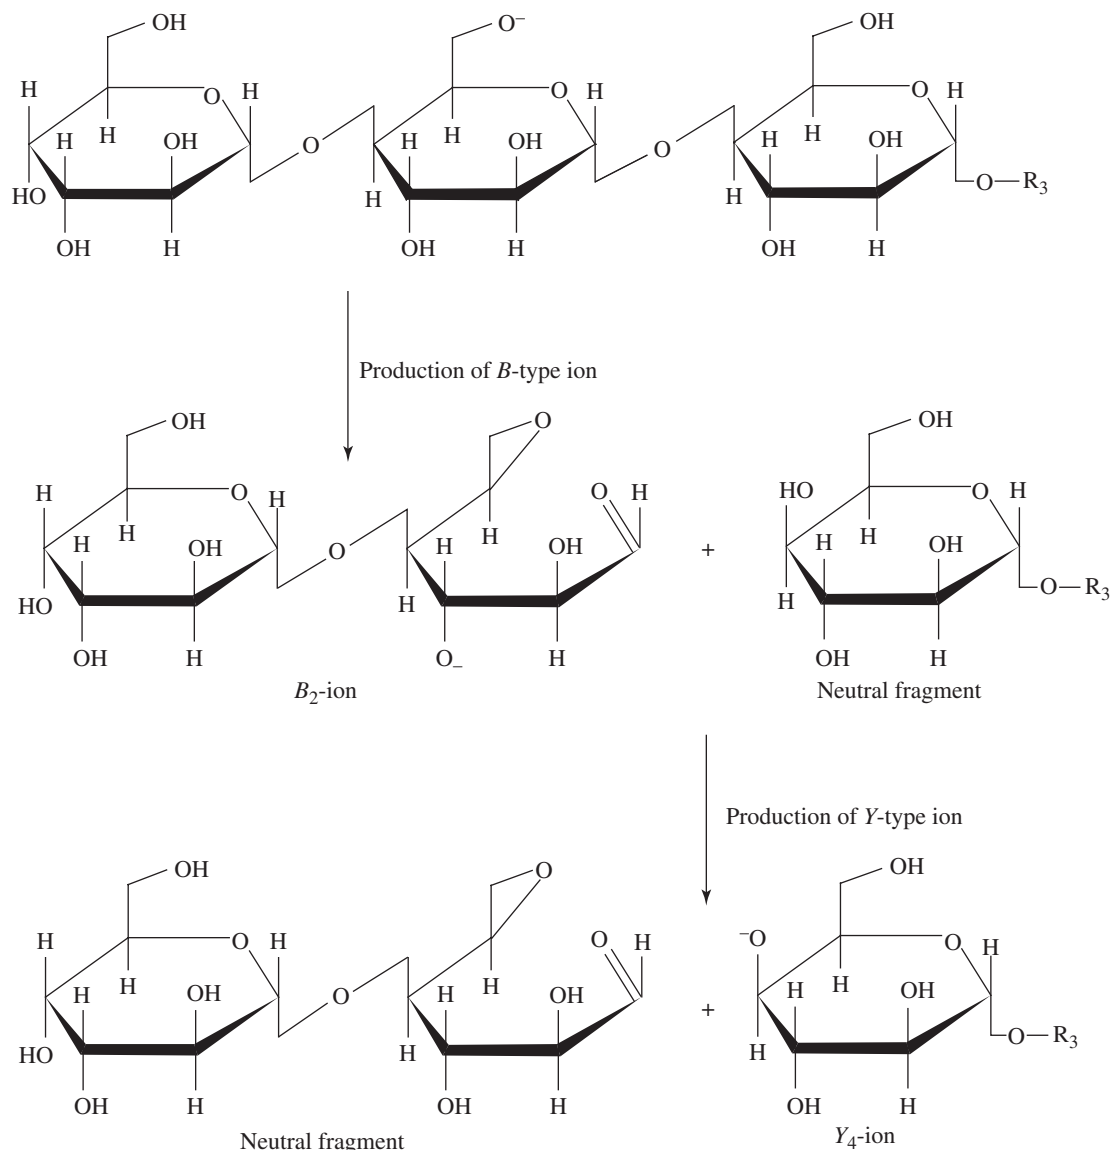 OH O⁻ OH
H O H O H O H
H H OH O H H OH O H H OH
HO H H O—R₃
OH H OH H OH H
Production of B-type ion
OH O OH
H O H O H HO O H
H H OH O H H OH + H H OH
HO H H O—R₃
OH H O₋ H OH H
B₂-ion Neutral fragment
Production of Y-type ion
OH O OH
H O H O H ⁻O O H
H H OH O H H OH + H H OH
HO H H O—R₃
OH H OH H OH H
Neutral fragment Y₄-ion